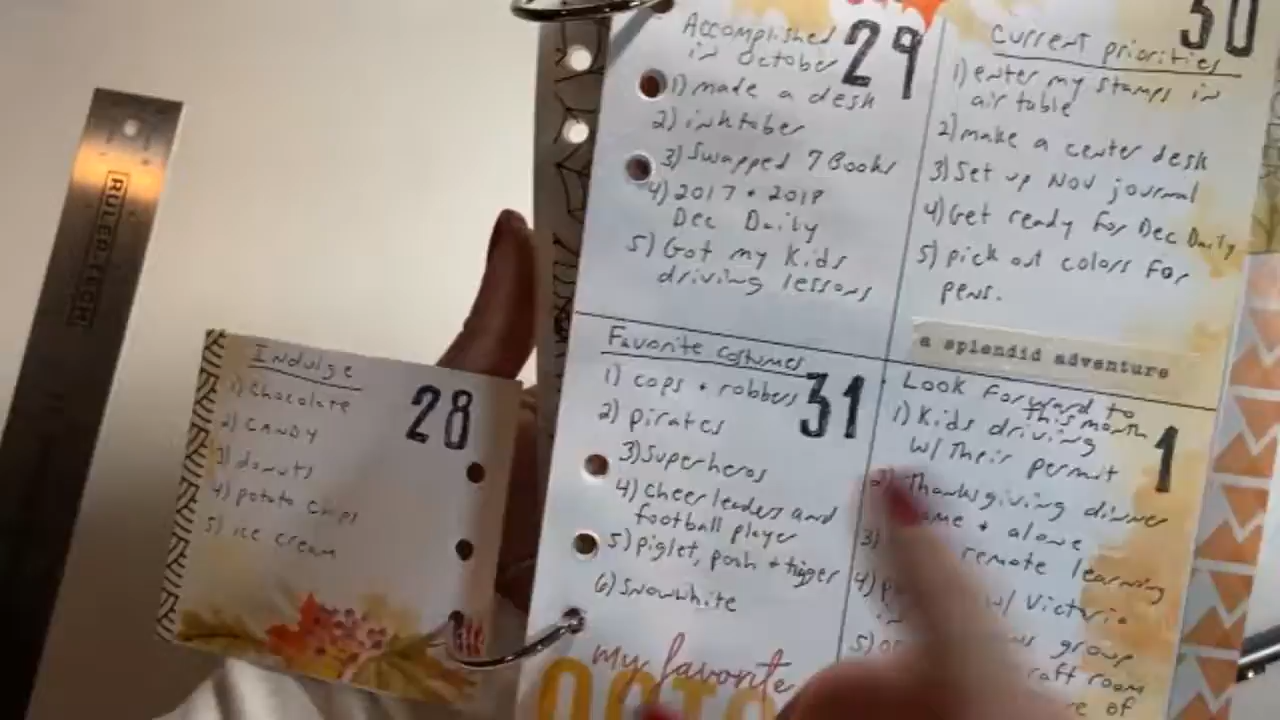 RULER.COM
Indulge
28
1) Chocolate
2) CANDY
3) donuts
4) potato chips
5) ice cream
Accomplished
in October
29
1) made a desk
2) inktober
3) Swapped 7 Books
4) 2017 + 2018
Dec Daily
5) Got my Kids
driving lessons
30
Current priorities
1) enter my stamps in
air table
2) make a center desk
3) Set up Nov journal
4) Get ready for Dec Daily
5) pick out colors for
pens.
a splendid adventure
Favorite costumes
31
1) cops + robbers
2) pirates
3) Superheros
4) cheerleaders and
football player
5) piglet, pooh + tigger
6) Snowwhite
my favorite
Look forward to
this month
1
1) Kids driving
w/ Their permit
2) Thanksgiving dinner
+ alone
3) remote learning
4) w/ Victoria
5) group
room
of